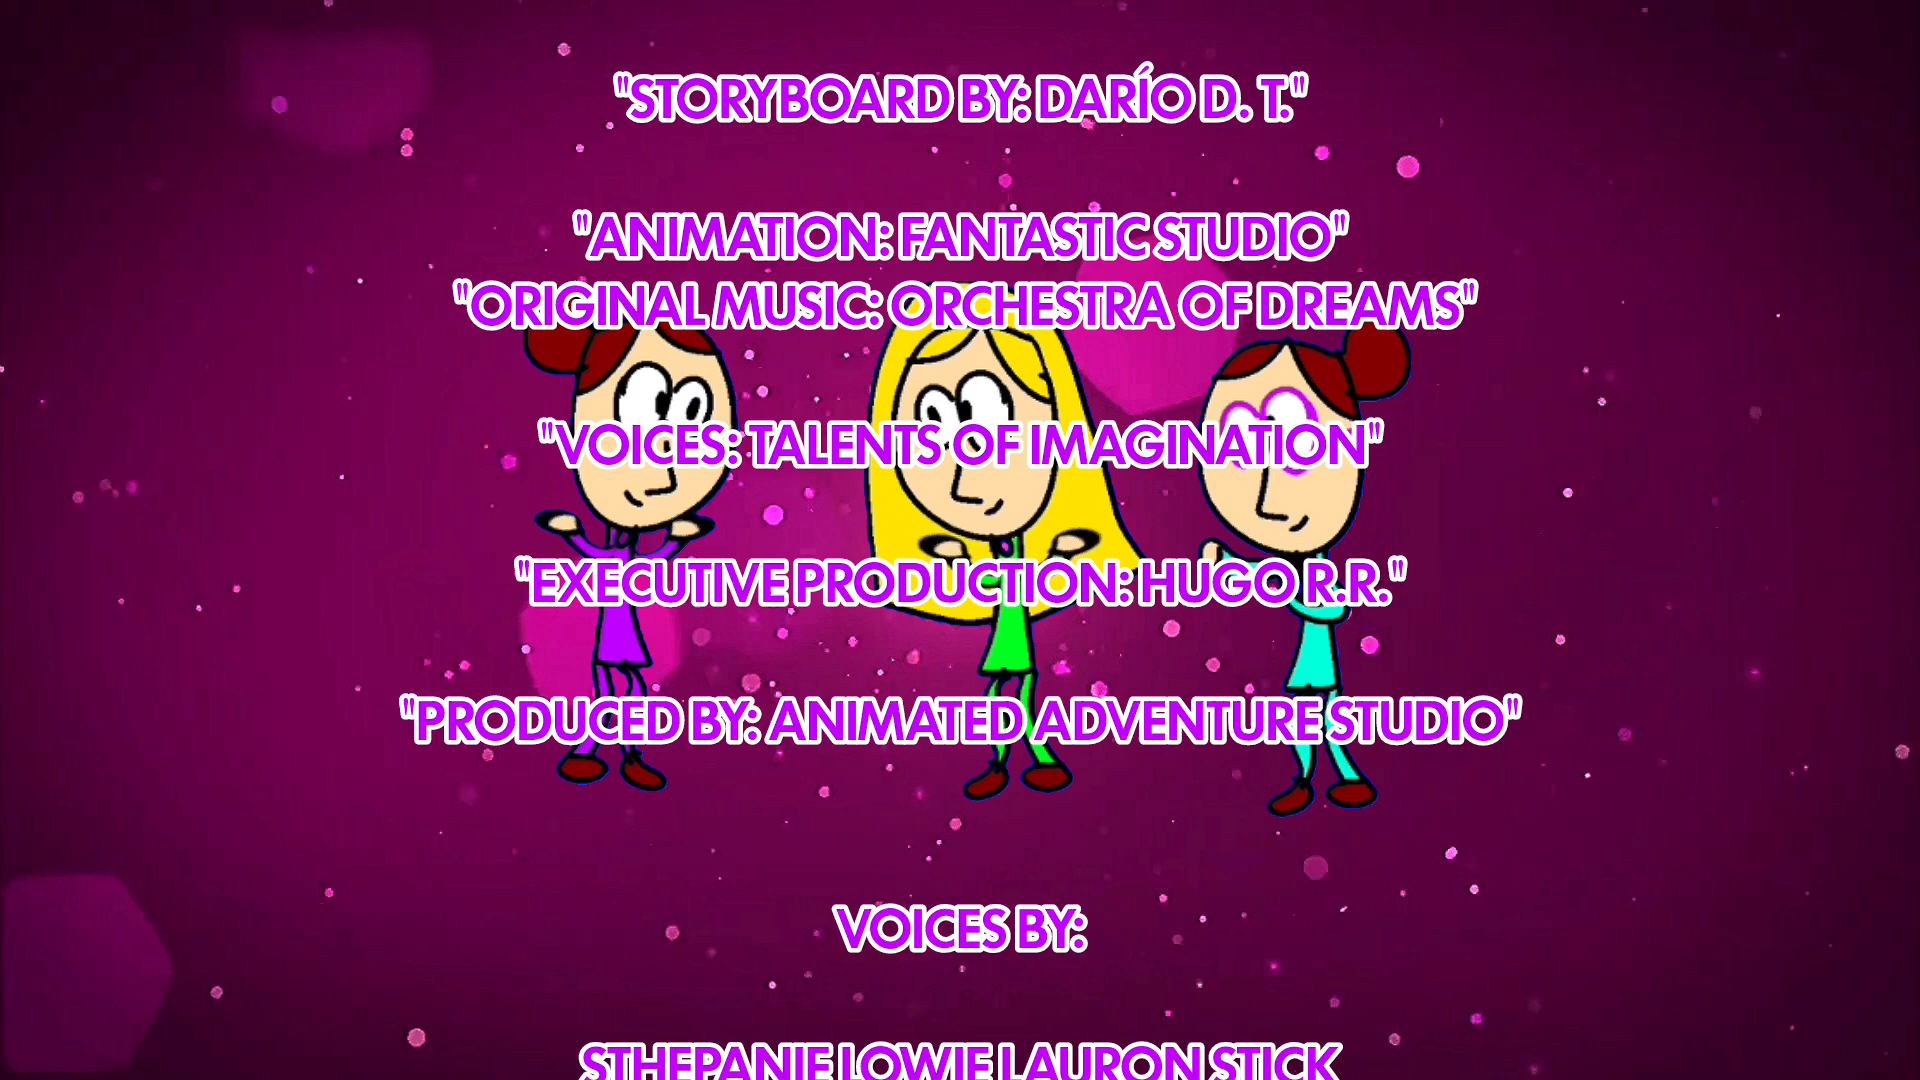 "STORYBOARD BY: DARÍO D. T."
"ANIMATION: FANTASTIC STUDIO"
"ORIGINAL MUSIC: ORCHESTRA OF DREAMS"
"VOICES: TALENTS OF IMAGINATION"
"EXECUTIVE PRODUCTION: HUGO R.R."
"PRODUCED BY: ANIMATED ADVENTURE STUDIO"
VOICES BY:
STHEPANIE LOWIE LAURON STICK